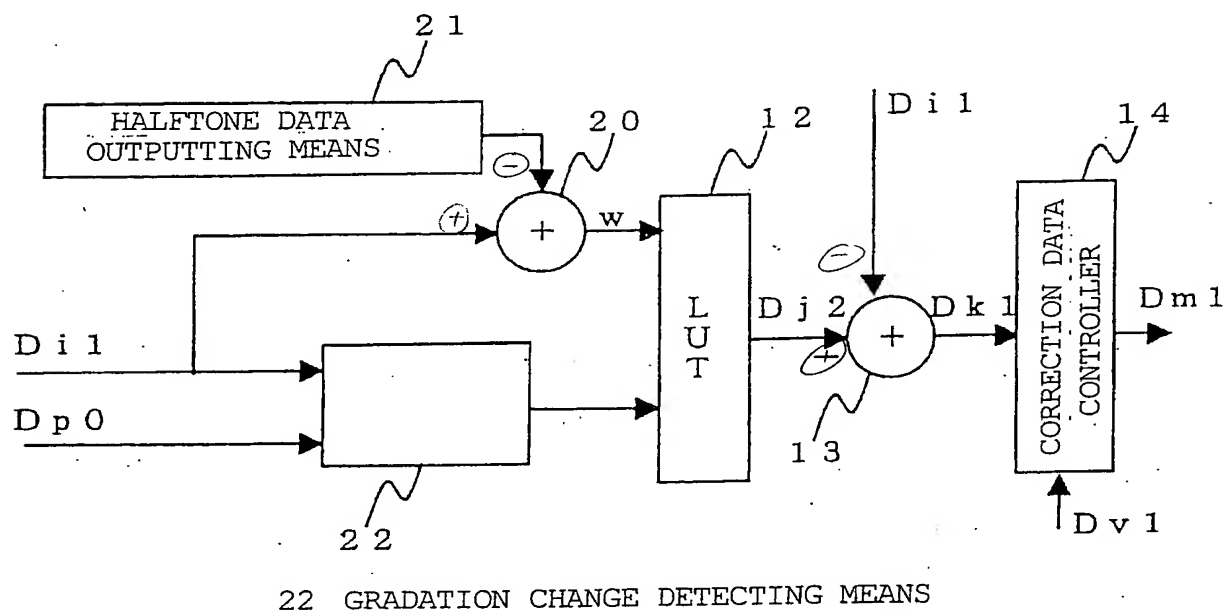 21
HALFTONE DATA
OUTPUTTING MEANS
20
12
Di1
14
−
+
+
w
LUT
−
Dj2
+
+
Dk1
CORRECTION DATA
CONTROLLER
Dm1
Di1
Dp0
13
22
Dv1
22 GRADATION CHANGE DETECTING MEANS